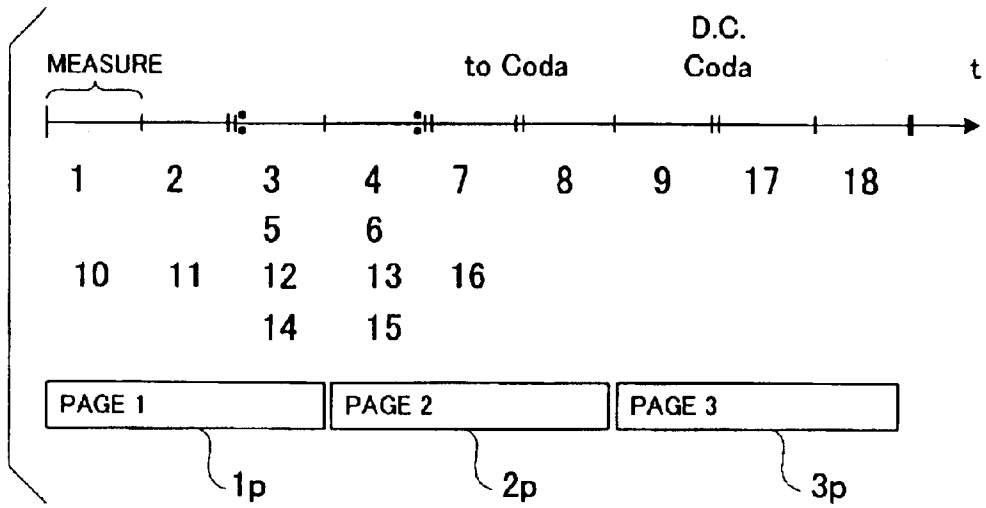 D.C.
MEASURE to Coda Coda t
1 2 3 4 7 8 9 17 18
5 6
10 11 12 13 16
14 15
PAGE 1 PAGE 2 PAGE 3
1p 2p 3p